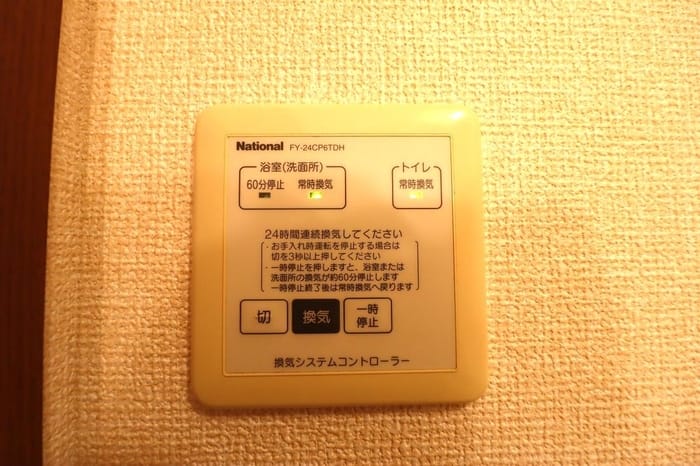 National FY-24CP6TDH
浴室(洗面所)
トイレ
60分停止 常時換気
常時換気
24時間連続換気してください
・お手入れ時運転を停止する場合は
切を3秒以上押してください
・一時停止を押しますと、浴室または
洗面所の換気が約60分停止します
一時停止終了後は常時換気へ戻ります
切
換気
一時
停止
換気システムコントローラー